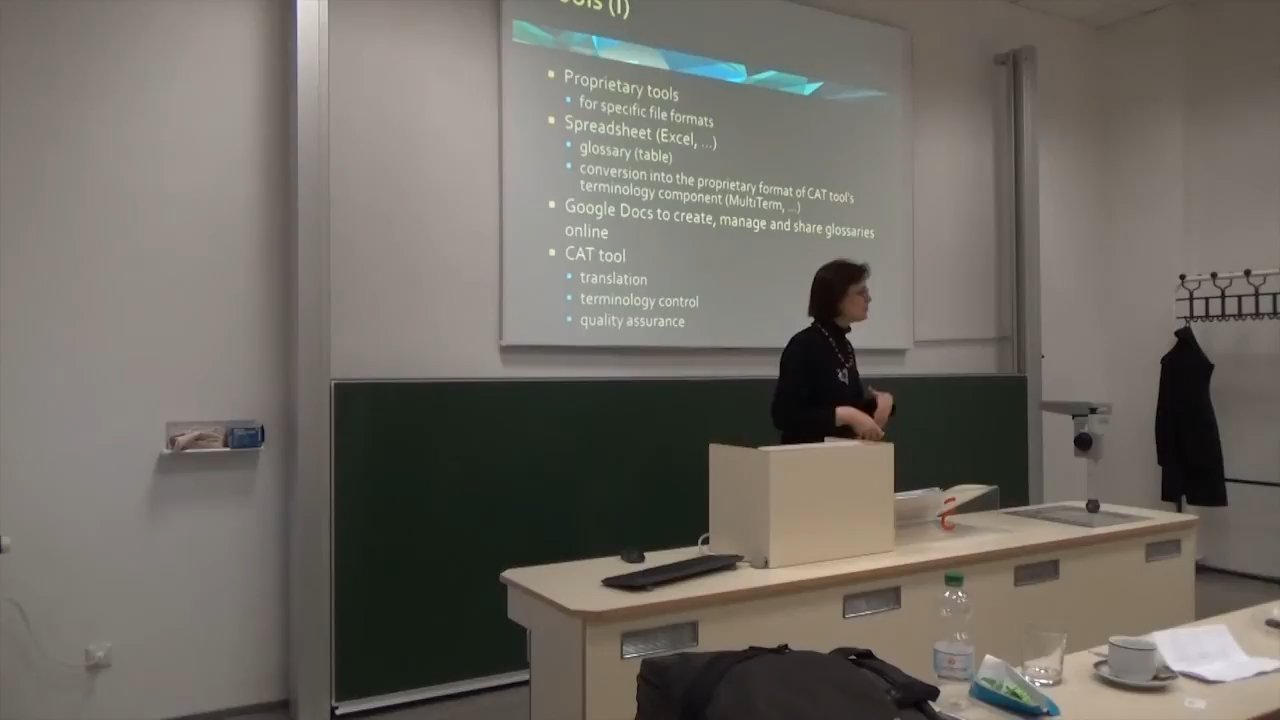 ools (I)
Proprietary tools
for specific file formats
Spreadsheet (Excel, ...)
glossary (table)
conversion into the proprietary format of CAT tool's
terminology component (MultiTerm, ...)
Google Docs to create, manage and share glossaries
online
CAT tool
translation
terminology control
quality assurance